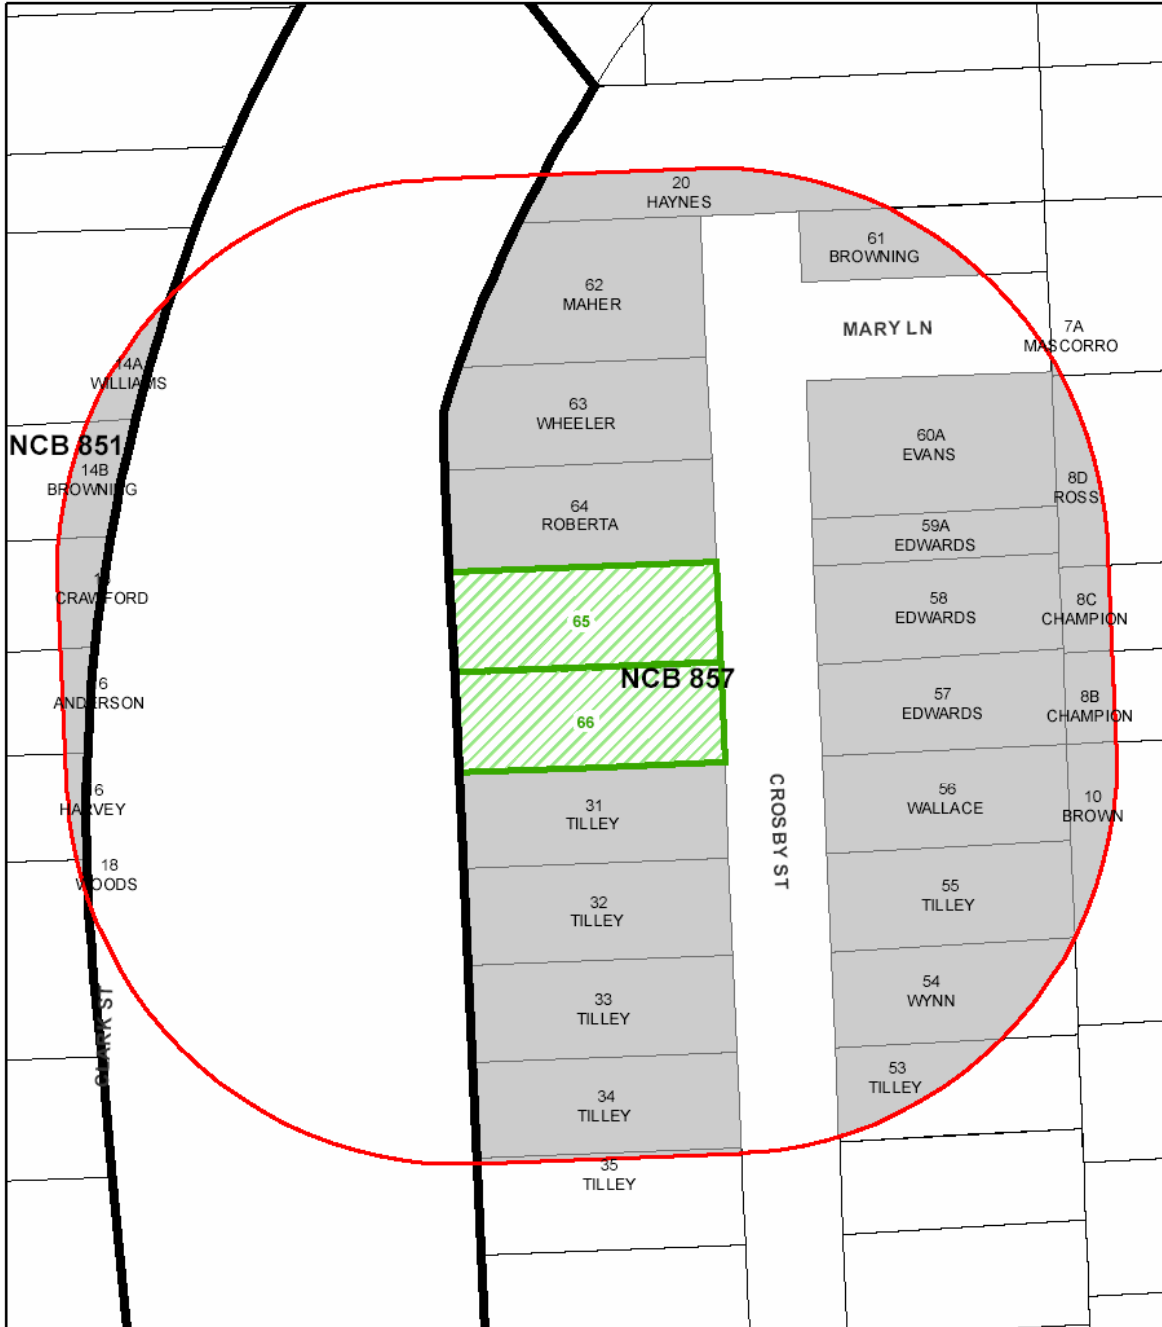 20
HAYNES
61
BROWNING
62
MAHER
MARY LN
7A
MASCORRO
14A
WILLIAMS
63
WHEELER
60A
EVANS
NCB 851
14B
BROWNING
8D
ROSS
64
ROBERTA
59A
EDWARDS
CRAWFORD
65
58
EDWARDS
8C
CHAMPION
NCB 857
6
ANDERSON
66
57
EDWARDS
8B
CHAMPION
6
HARVEY
31
TILLEY
CROSBY ST
56
WALLACE
10
BROWN
18
WOODS
32
TILLEY
55
TILLEY
33
TILLEY
54
WYNN
CLARK ST
34
TILLEY
53
TILLEY
35
TILLEY